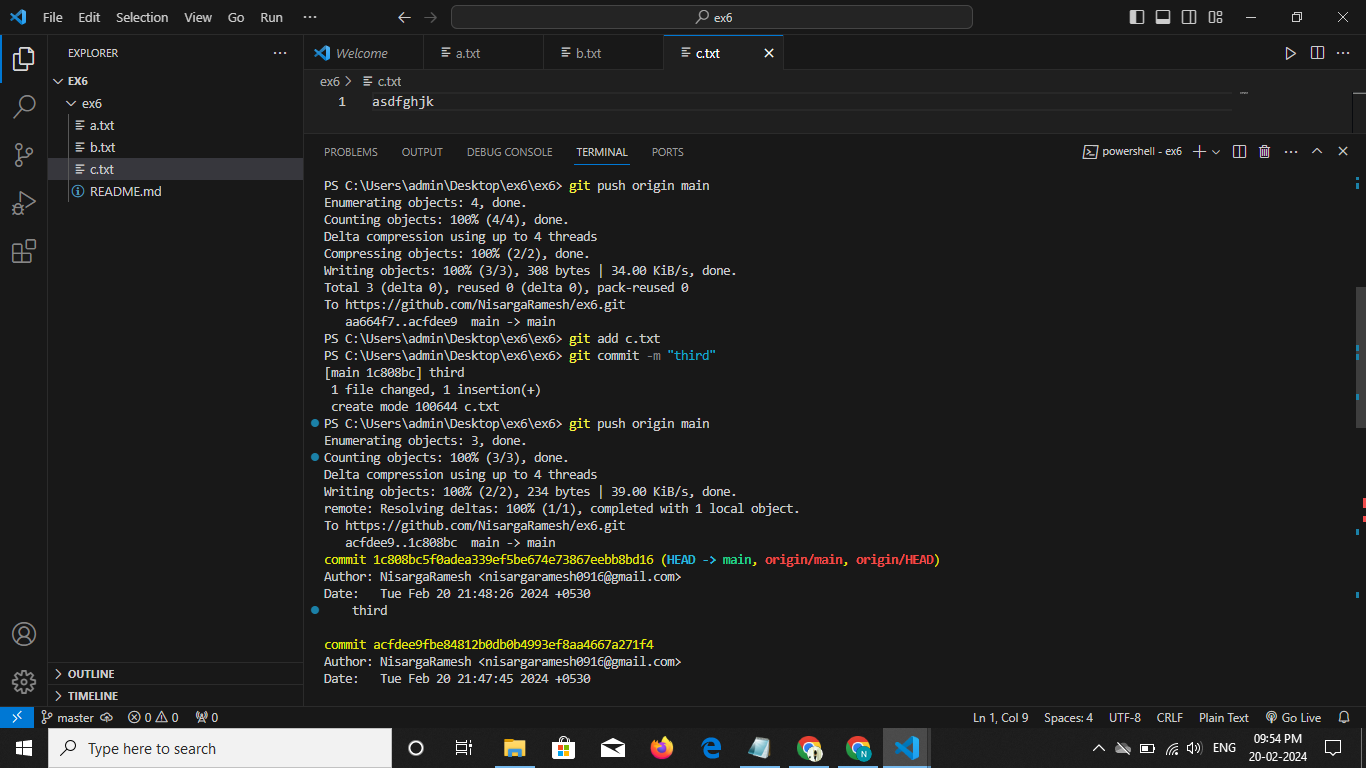 File Edit Selection View Go Run ··· ex6
EXPLORER ···
EX6
ex6
a.txt
b.txt
c.txt
README.md
OUTLINE
TIMELINE
Welcome a.txt b.txt c.txt
ex6 > c.txt
1 asdfghjk
PROBLEMS OUTPUT DEBUG CONSOLE TERMINAL PORTS powershell - ex6
PS C:\Users\admin\Desktop\ex6\ex6> git push origin main
Enumerating objects: 4, done.
Counting objects: 100% (4/4), done.
Delta compression using up to 4 threads
Compressing objects: 100% (2/2), done.
Writing objects: 100% (3/3), 308 bytes | 34.00 KiB/s, done.
Total 3 (delta 0), reused 0 (delta 0), pack-reused 0
To https://github.com/NisargaRamesh/ex6.git
aa664f7..acfdee9 main -> main
PS C:\Users\admin\Desktop\ex6\ex6> git add c.txt
PS C:\Users\admin\Desktop\ex6\ex6> git commit -m "third"
[main 1c808bc] third
1 file changed, 1 insertion(+)
create mode 100644 c.txt
PS C:\Users\admin\Desktop\ex6\ex6> git push origin main
Enumerating objects: 3, done.
Counting objects: 100% (3/3), done.
Delta compression using up to 4 threads
Writing objects: 100% (2/2), 234 bytes | 39.00 KiB/s, done.
remote: Resolving deltas: 100% (1/1), completed with 1 local object.
To https://github.com/NisargaRamesh/ex6.git
acfdee9..1c808bc main -> main
commit 1c808bc5f0adea339ef5be674e73867eebb8bd16 (HEAD -> main, origin/main, origin/HEAD)
Author: NisargaRamesh <nisargaramesh0916@gmail.com>
Date: Tue Feb 20 21:48:26 2024 +0530
third
commit acfdee9fbe84812b0db0b4993ef8aa4667a271f4
Author: NisargaRamesh <nisargaramesh0916@gmail.com>
Date: Tue Feb 20 21:47:45 2024 +0530
master 0 0 0 Ln 1, Col 9 Spaces: 4 UTF-8 CRLF Plain Text Go Live
Type here to search ENG 09:54 PM
20-02-2024